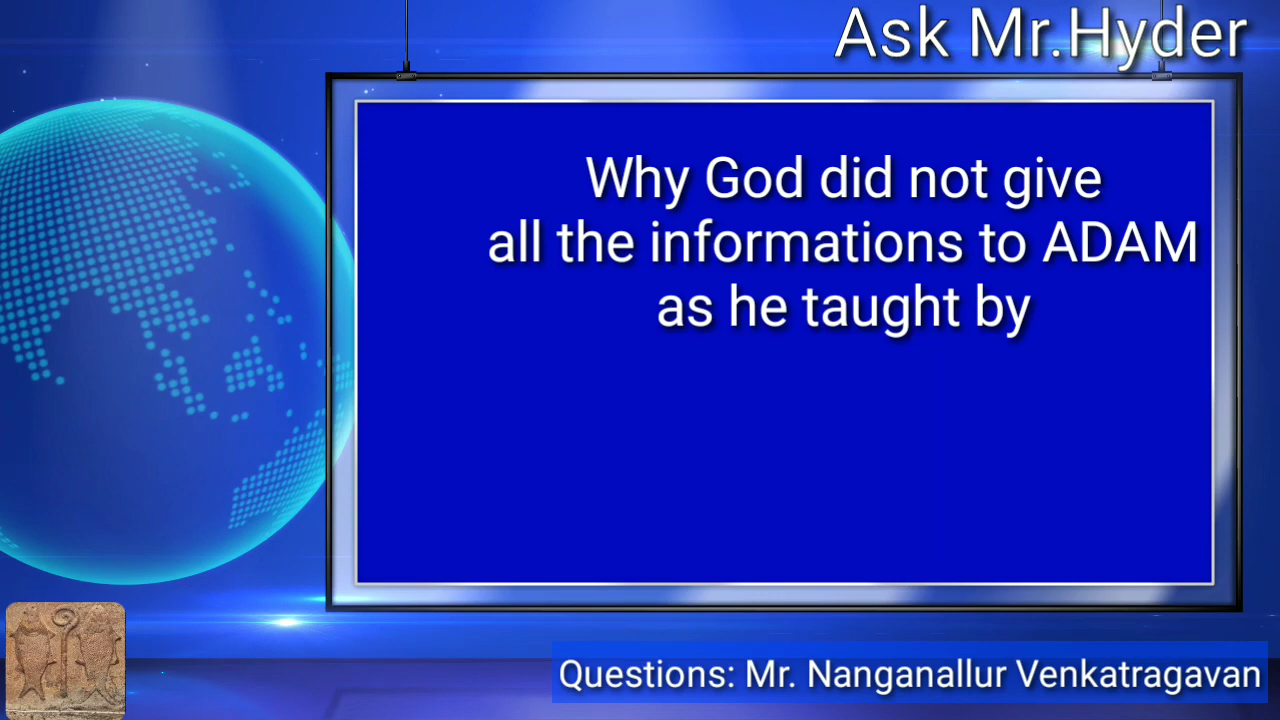 Ask Mr.Hyder
Why God did not give
all the informations to ADAM
as he taught by
Questions: Mr. Nanganallur Venkatragavan